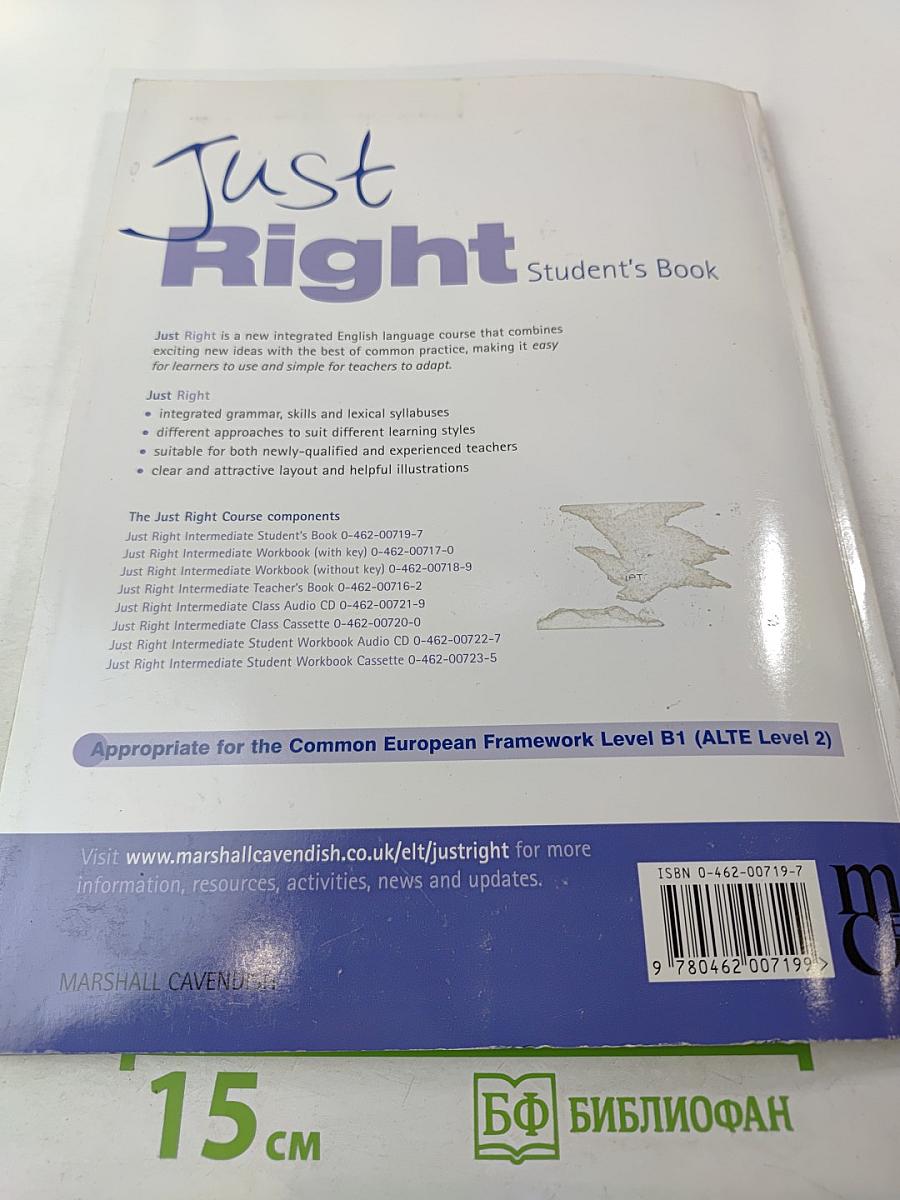 Just
Right Student's Book
Just Right is a new integrated English language course that combines
exciting new ideas with the best of common practice, making it easy
for learners to use and simple for teachers to adapt.
Just Right
• integrated grammar, skills and lexical syllabuses
• different approaches to suit different learning styles
• suitable for both newly-qualified and experienced teachers
• clear and attractive layout and helpful illustrations
The Just Right Course components
Just Right Intermediate Student's Book 0-462-00719-7
Just Right Intermediate Workbook (with key) 0-462-00717-0
Just Right Intermediate Workbook (without key) 0-462-00718-9
Just Right Intermediate Teacher's Book 0-462-00716-2
Just Right Intermediate Class Audio CD 0-462-00721-9
Just Right Intermediate Class Cassette 0-462-00720-0
Just Right Intermediate Student Workbook Audio CD 0-462-00722-7
Just Right Intermediate Student Workbook Cassette 0-462-00723-5
Appropriate for the Common European Framework Level B1 (ALTE Level 2)
Visit www.marshallcavendish.co.uk/elt/justright for more
information, resources, activities, news and updates.
ISBN 0-462-00719-7
9 780462 007199 >
MARSHALL CAVENDISH
15 см
БФ БИБЛИОФАН